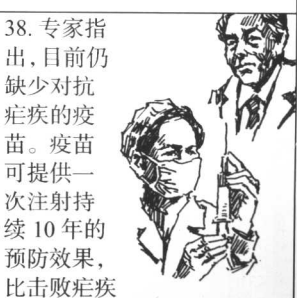 38. 专家指
出，目前仍
缺少对抗
疟疾的疫
苗。疫苗
可提供一
次注射持
续 10 年的
预防效果，
比击败疟疾